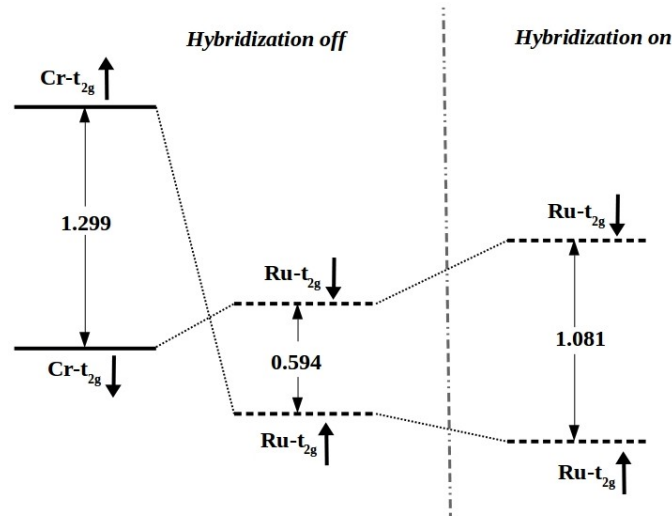 Hybridization off
Hybridization on
Cr-t2g
1.299
Cr-t2g
Ru-t2g
0.594
Ru-t2g
Ru-t2g
1.081
Ru-t2g